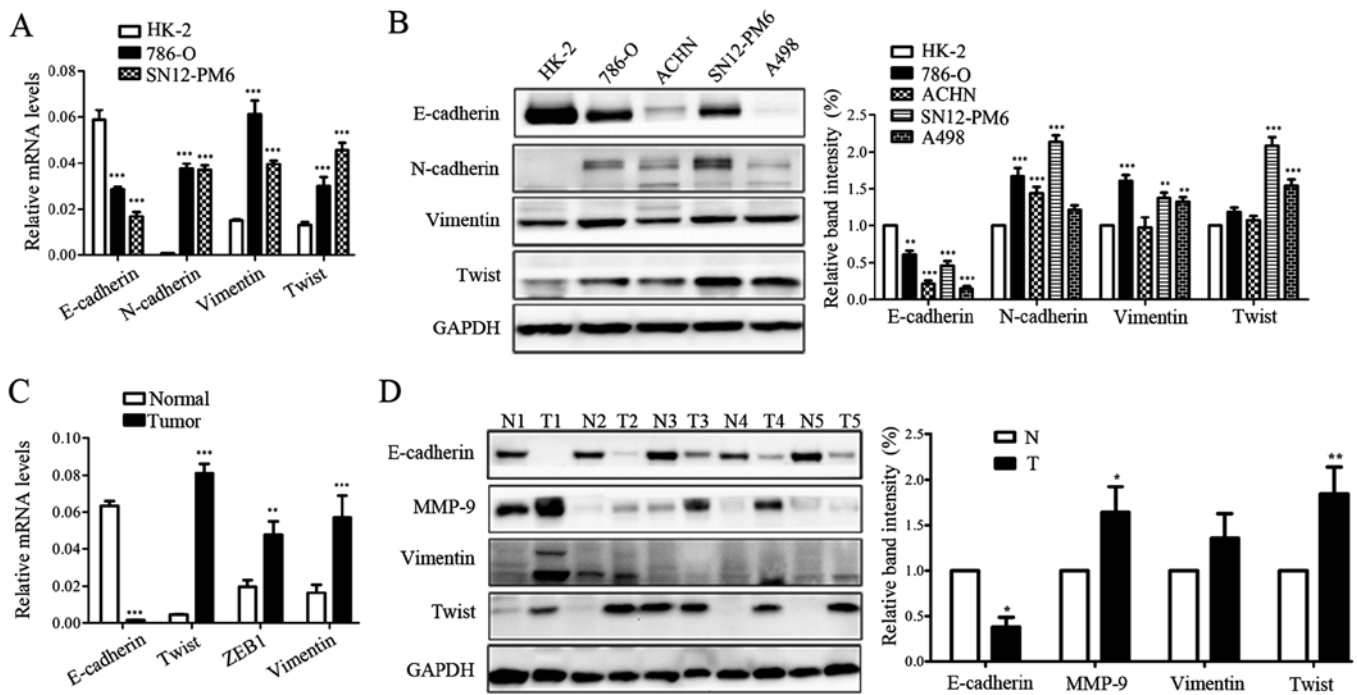 A
HK-2
786-O
SN12-PM6
Relative mRNA levels
0.08
0.06
0.04
0.02
0.00
***
***
***
***
***
***
***
***
E-cadherin
N-cadherin
Vimentin
Twist
B
HK-2
786-O
ACHN
SN12-PM6
A498
E-cadherin
N-cadherin
Vimentin
Twist
GAPDH
HK-2
786-O
ACHN
SN12-PM6
A498
Relative band intensity (%)
2.5
2.0
1.5
1.0
0.5
0.0
**
***
***
***
***
***
***
***
**
**
***
***
E-cadherin
N-cadherin
Vimentin
Twist
C
Normal
Tumor
Relative mRNA levels
0.10
0.08
0.06
0.04
0.02
0.00
***
***
**
***
E-cadherin
Twist
ZEB1
Vimentin
D
N1 T1 N2 T2 N3 T3 N4 T4 N5 T5
E-cadherin
MMP-9
Vimentin
Twist
GAPDH
N
T
Relative band intensity (%)
2.5
2.0
1.5
1.0
0.5
0.0
*
*
**
E-cadherin
MMP-9
Vimentin
Twist